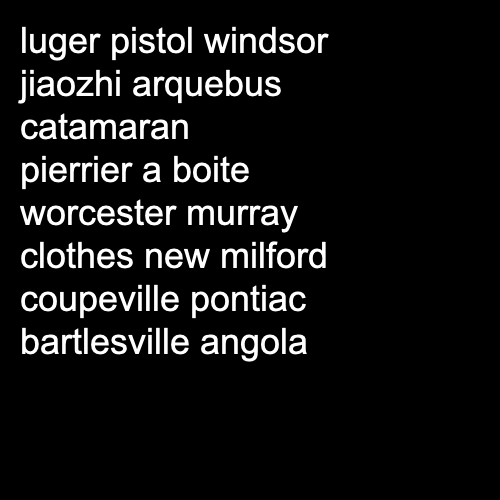 luger pistol windsor
jiaozhi arquebus
catamaran
pierrier a boite
worcester murray
clothes new milford
coupeville pontiac
bartlesville angola